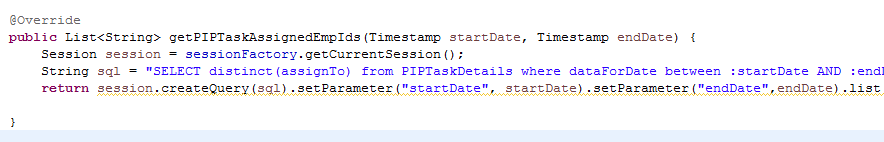 @Override
public List<String> getPIPTaskAssignedEmpIds(Timestamp startDate, Timestamp endDate) {
Session session = sessionFactory.getCurrentSession();
String sql = "SELECT distinct(assignTo) from PIPTaskDetails where dataForDate between :startDate AND :end
return session.createQuery(sql).setParameter("startDate", startDate).setParameter("endDate",endDate).list
}